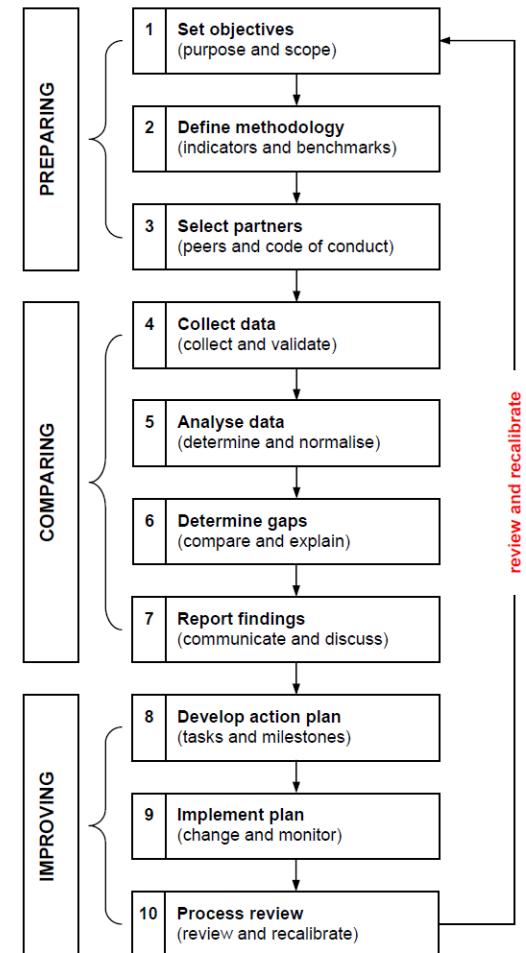 PREPARING
1 Set objectives
(purpose and scope)
2 Define methodology
(indicators and benchmarks)
3 Select partners
(peers and code of conduct)
COMPARING
4 Collect data
(collect and validate)
5 Analyse data
(determine and normalise)
6 Determine gaps
(compare and explain)
7 Report findings
(communicate and discuss)
IMPROVING
8 Develop action plan
(tasks and milestones)
9 Implement plan
(change and monitor)
10 Process review
(review and recalibrate)
review and recalibrate